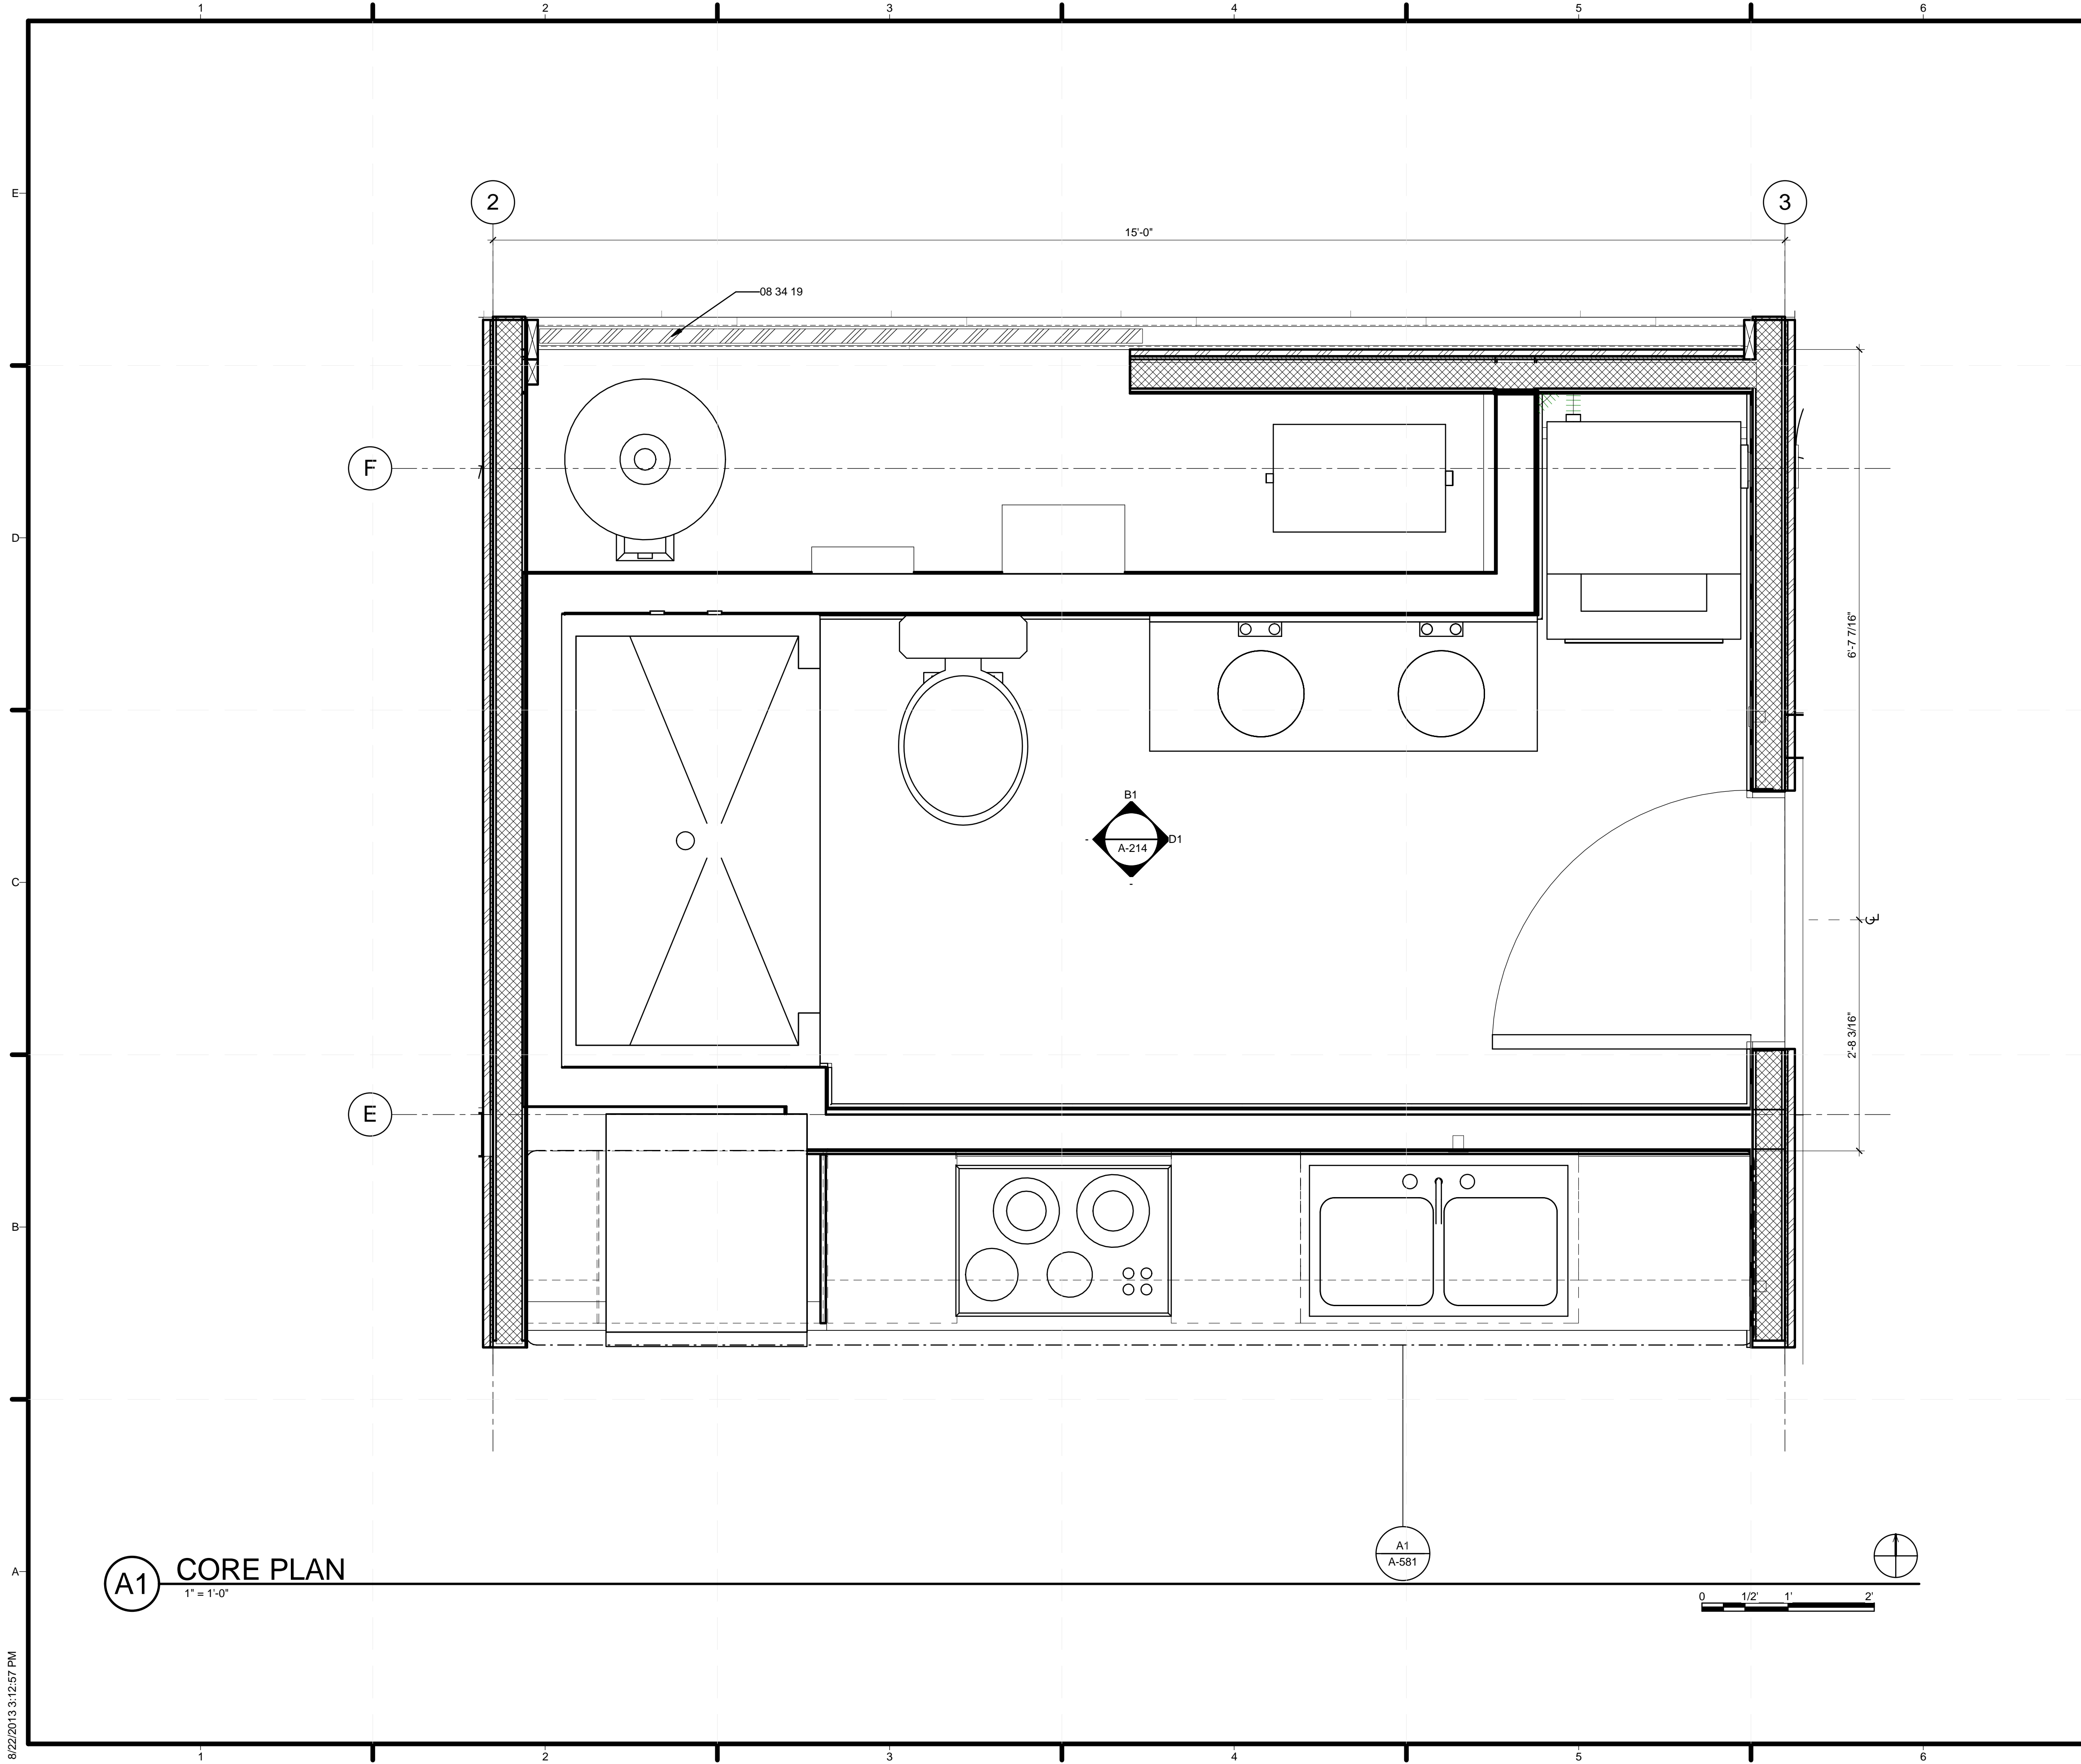 1 2 3 4 5 6
E
2 3
15'-0"
08 34 19
F
D
6'-7 7/16"
B1
- D1
A-214
-
C
CL
2'-8 3/16"
E
B
A1
A-581
A
A1 CORE PLAN
1" = 1'-0"
0 1/2' 1' 2'
8/22/2013 3:12:57 PM
1 2 3 4 5 6